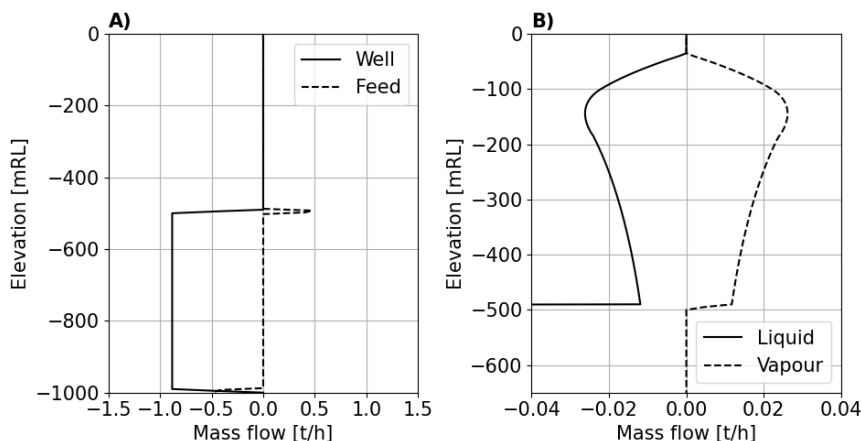 A)
0
−200
−400
−600
−800
−1000
Elevation [mRL]
−1.5
−1.0
−0.5
0.0
0.5
1.0
1.5
Mass flow [t/h]
Well
Feed
B)
0
−100
−200
−300
−400
−500
−600
Elevation [mRL]
−0.04
−0.02
0.00
0.02
0.04
Mass flow [t/h]
Liquid
Vapour